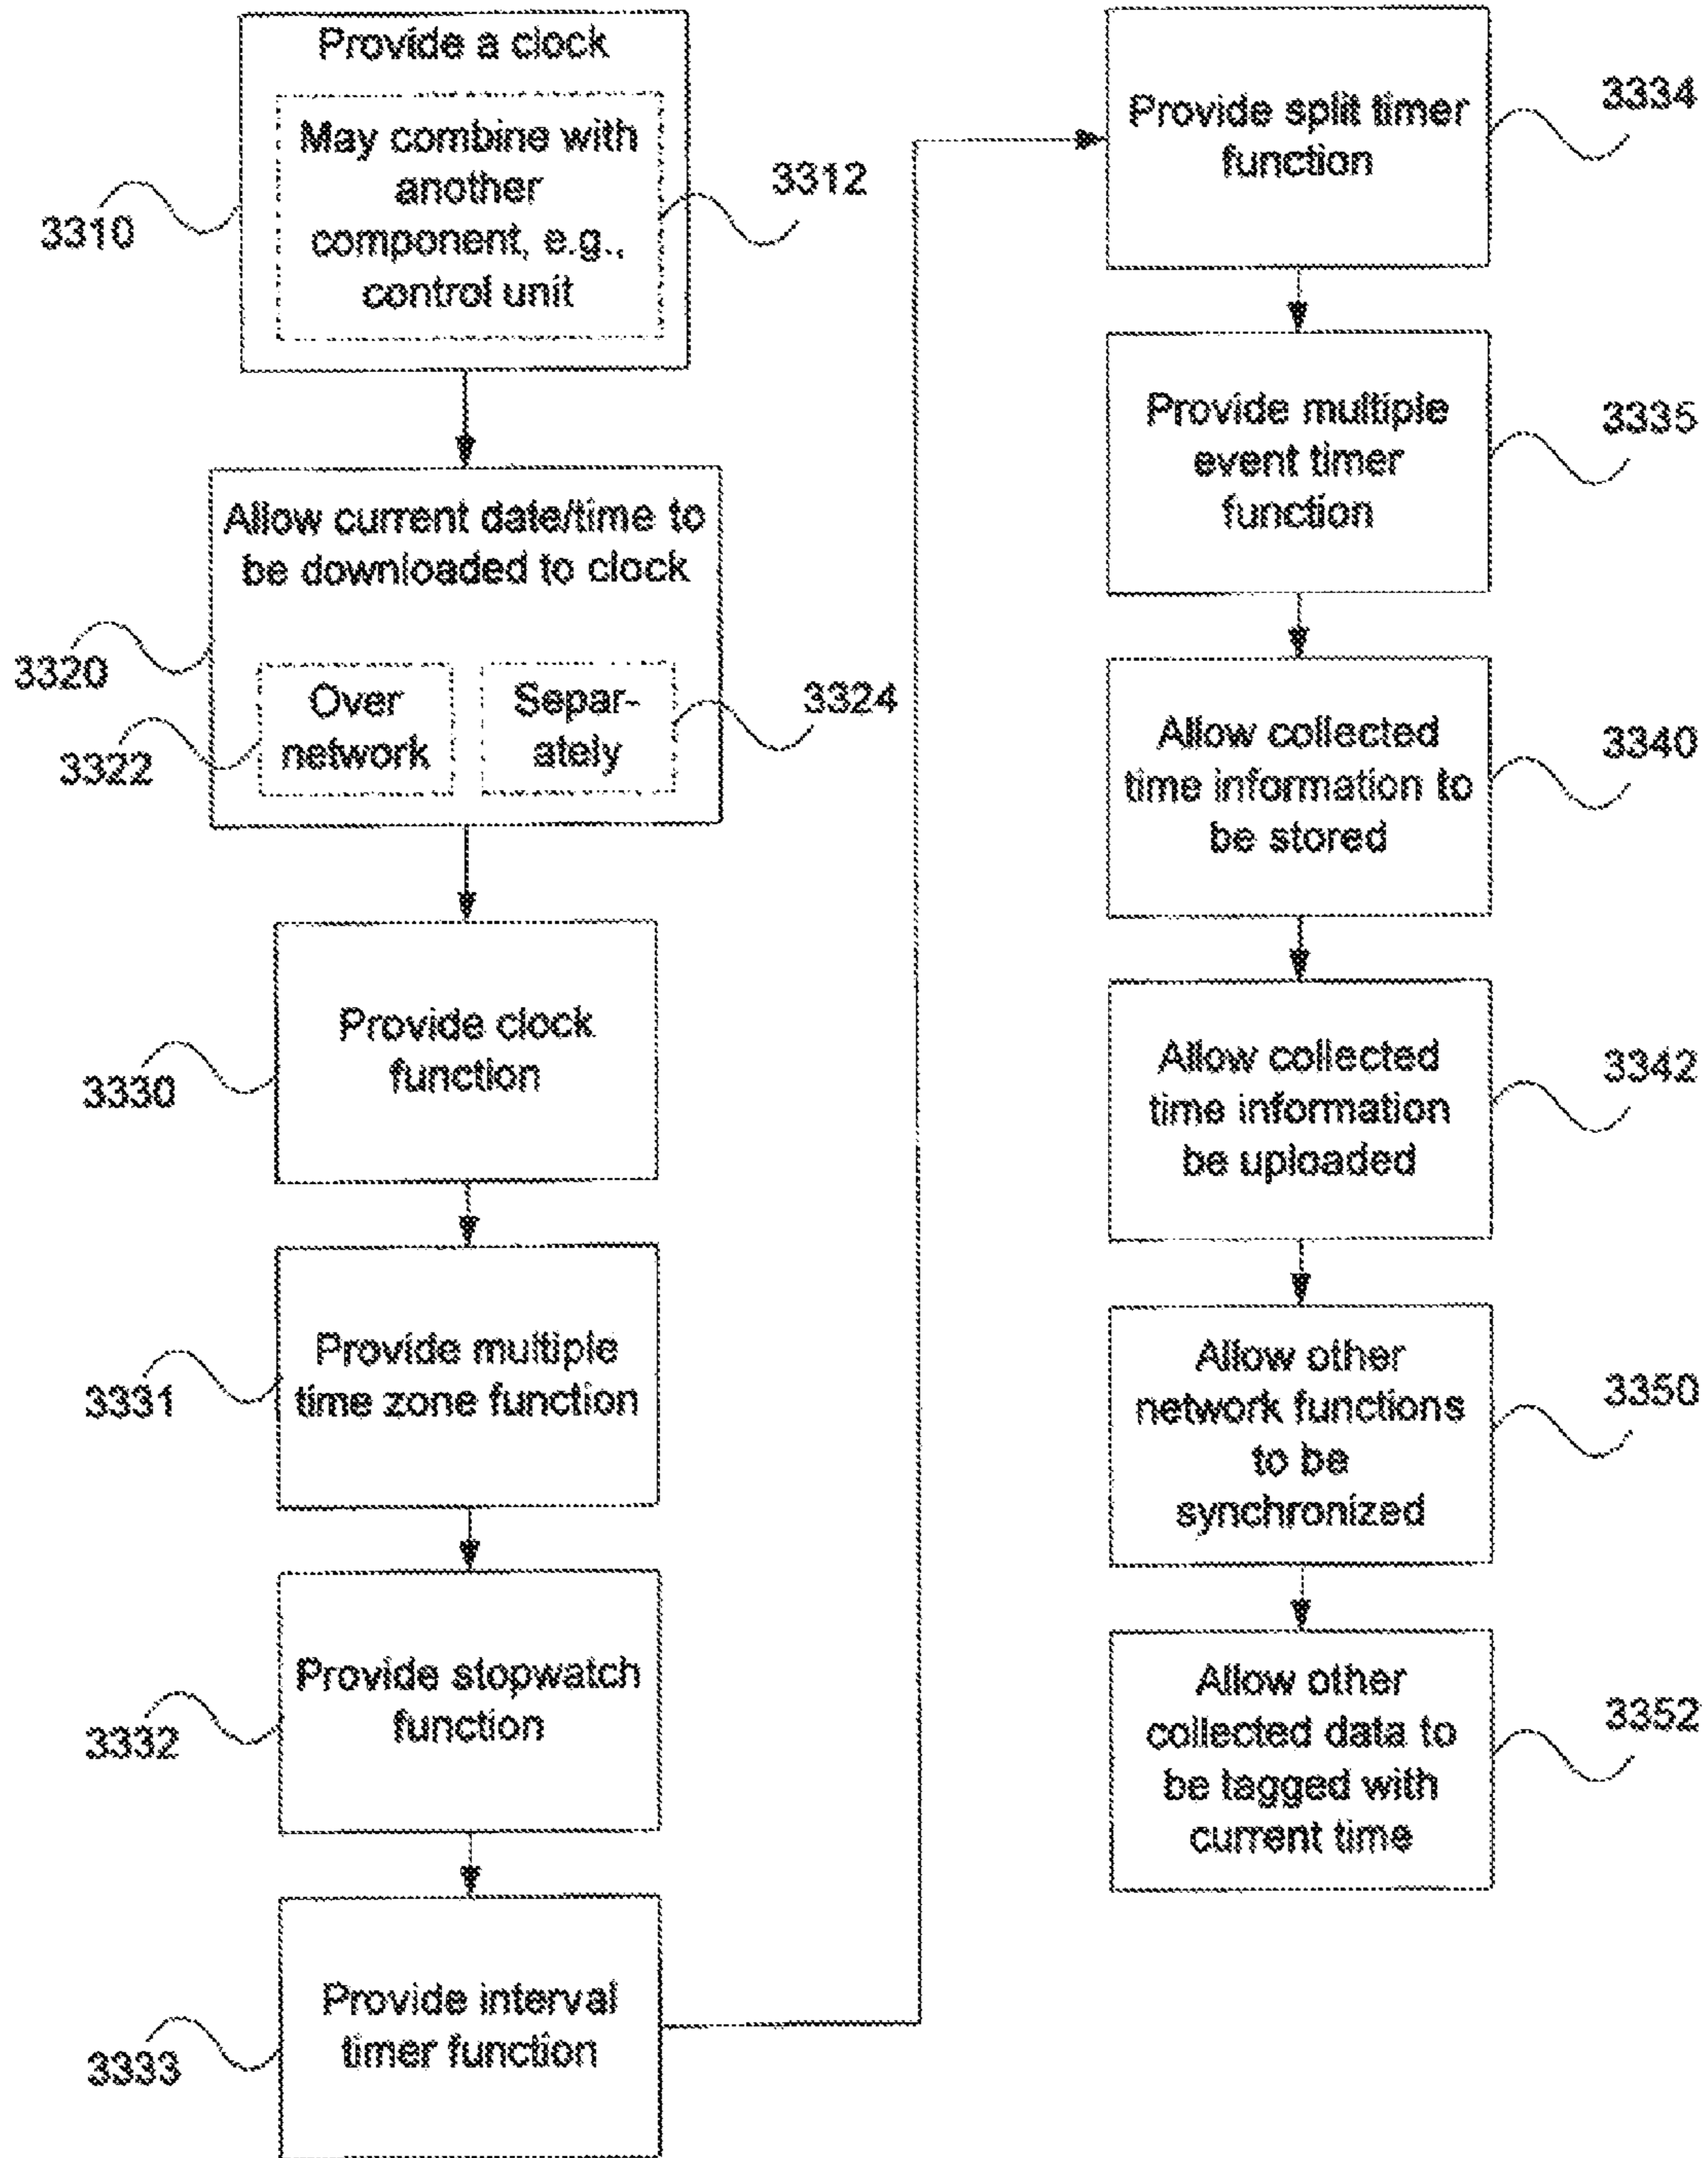 Provide a clock
May combine with
another
component, e.g.,
control unit
3310
3312
Allow current date/time to
be downloaded to clock
3320
Over
network
3322
Separ-
ately
3324
Provide clock
function
3330
Provide multiple
time zone function
3331
Provide stopwatch
function
3332
Provide interval
timer function
3333
Provide split timer
function
3334
Provide multiple
event timer
function
3335
Allow collected
time information to
be stored
3340
Allow collected
time information
be uploaded
3342
Allow other
network functions
to be
synchronized
3350
Allow other
collected data to
be tagged with
current time
3352